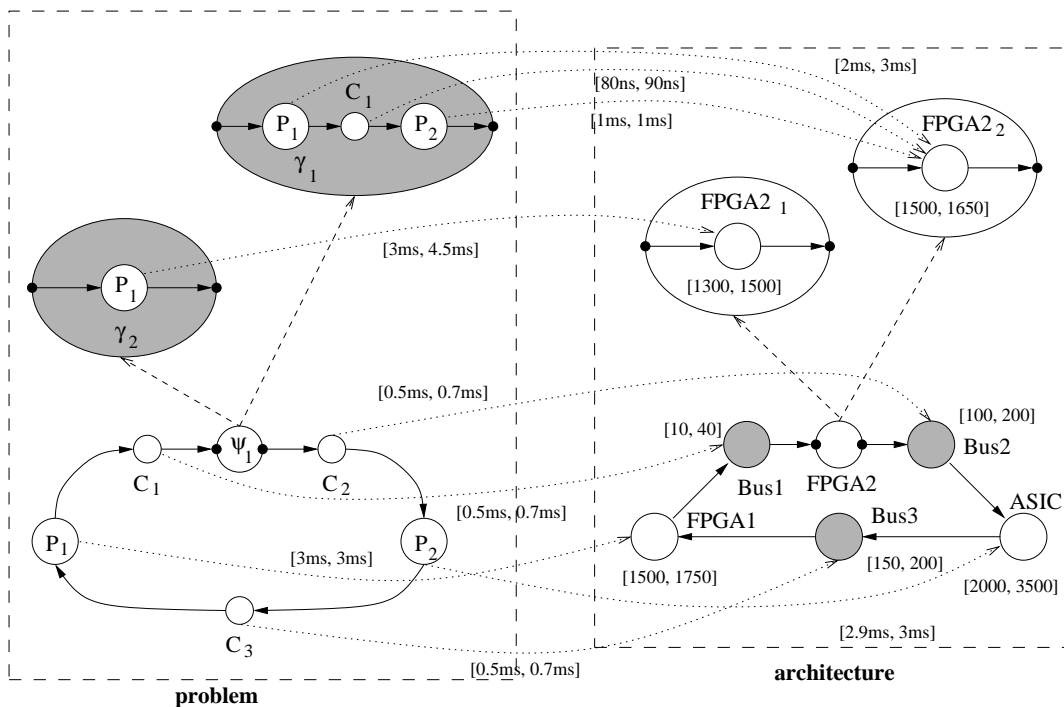 [2ms, 3ms]
[80ns, 90ns]
C1
[1ms, 1ms]
P1
P2
γ1
FPGA2 2
[1500, 1650]
FPGA2 1
[3ms, 4.5ms]
P1
[1300, 1500]
γ2
[0.5ms, 0.7ms]
[100, 200]
[10, 40]
ψ1
Bus2
C1
C2
Bus1
FPGA2
ASIC
[0.5ms, 0.7ms]
FPGA1
Bus3
P1
P2
[3ms, 3ms]
[1500, 1750]
[150, 200]
[2000, 3500]
C3
[2.9ms, 3ms]
[0.5ms, 0.7ms]
architecture
problem